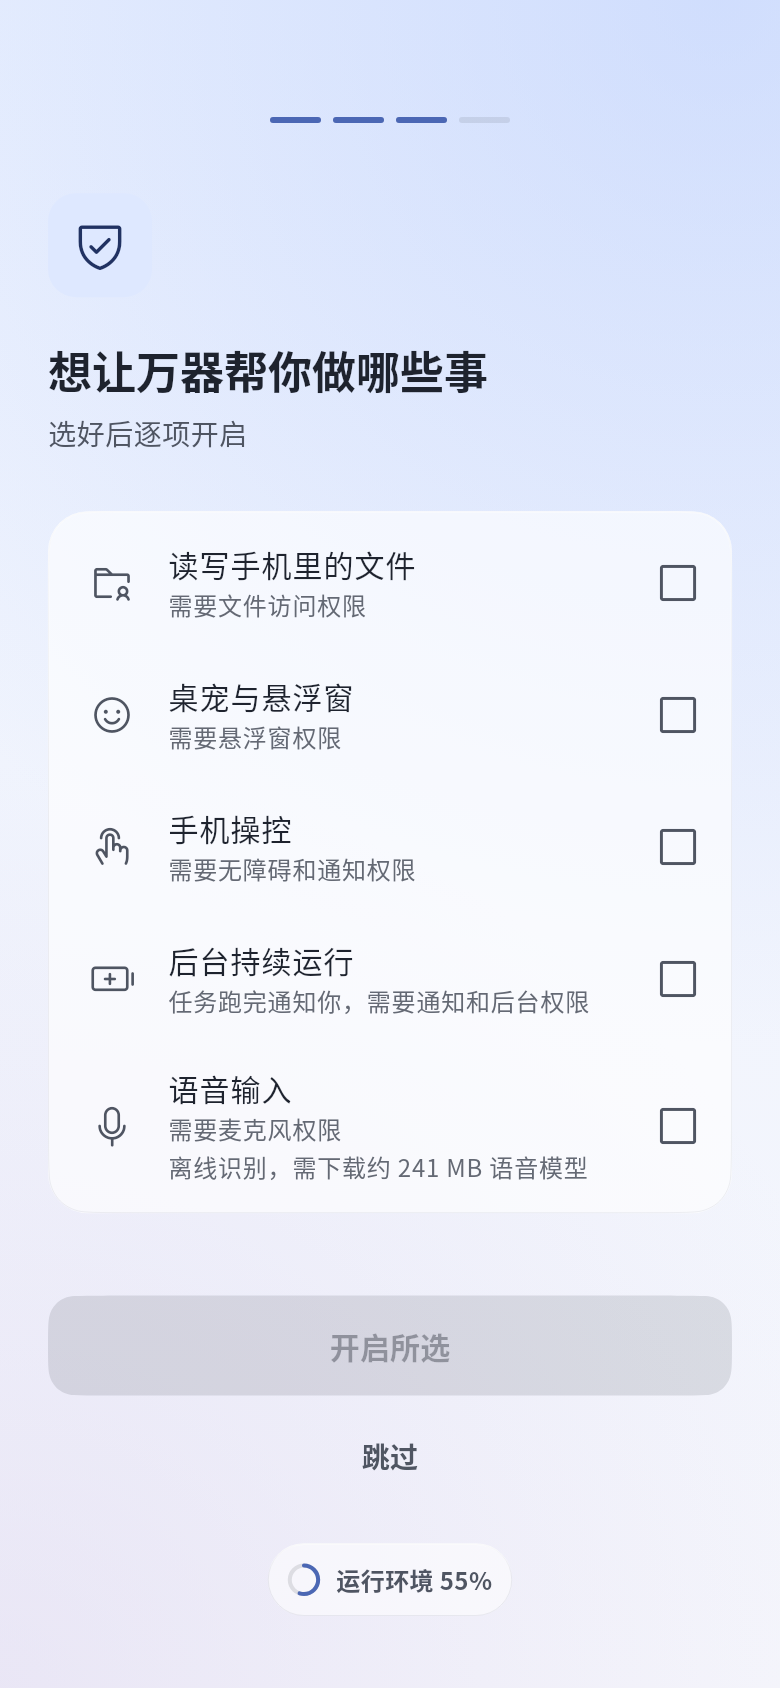 想让万器帮你做哪些事
选好后逐项开启
读写手机里的文件
需要文件访问权限
桌宠与悬浮窗
需要悬浮窗权限
手机操控
需要无障碍和通知权限
后台持续运行
任务跑完通知你，需要通知和后台权限
语音输入
需要麦克风权限
离线识别，需下载约 241 MB 语音模型
开启所选
跳过
运行环境 55%